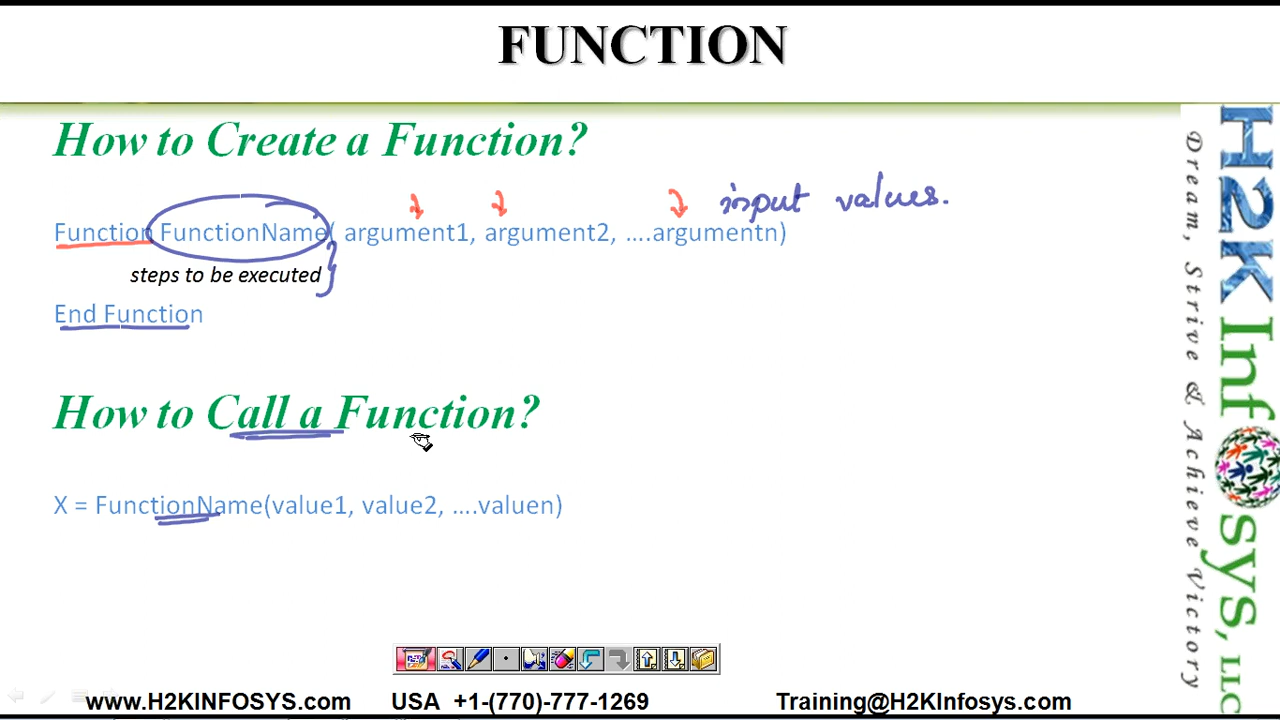 FUNCTION
How to Create a Function?
input values.
Function FunctionName( argument1, argument2, ....argumentn)
steps to be executed
End Function
How to Call a Function?
X = FunctionName(value1, value2, ....valuen)
H2K Infosys, LLC
Dream, Strive & Achieve Victory
www.H2KINFOSYS.com USA +1-(770)-777-1269 Training@H2KInfosys.com